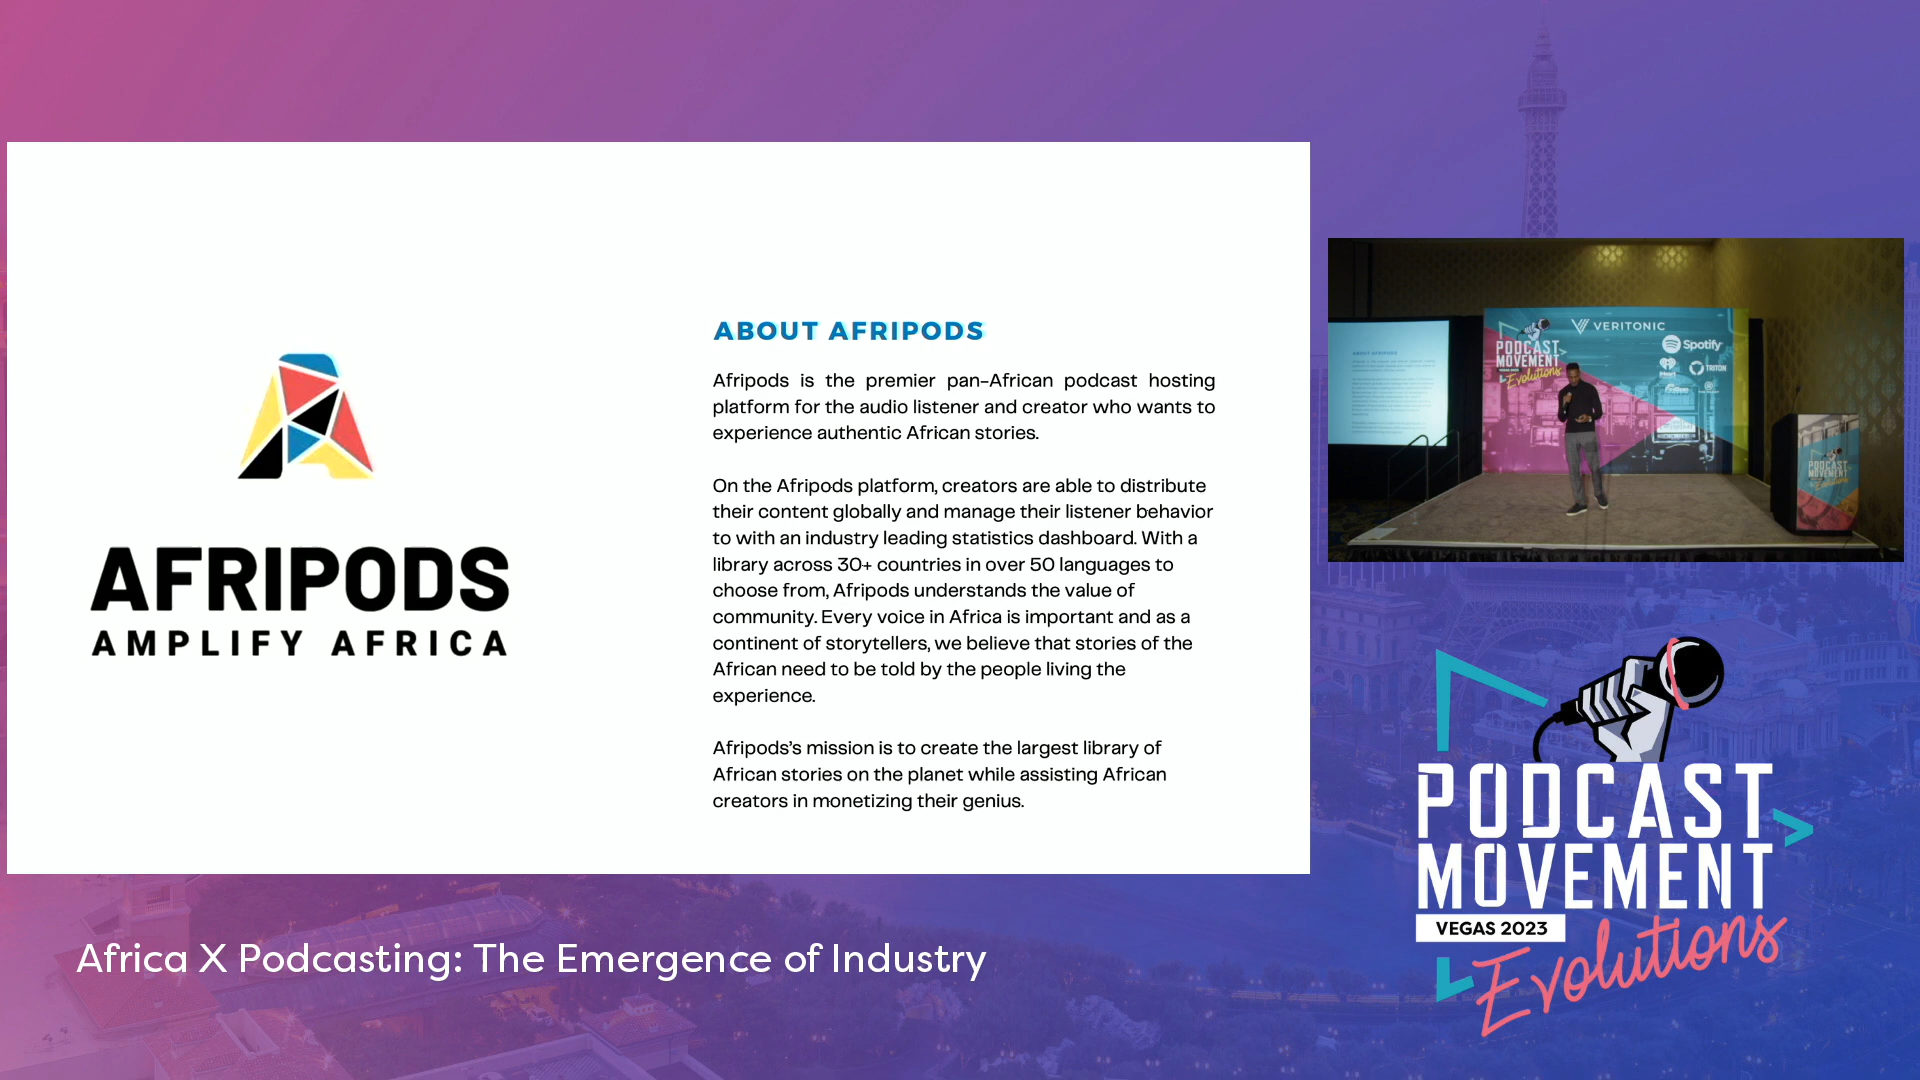 AFRIPODS
AMPLIFY AFRICA
ABOUT AFRIPODS
Afripods is the premier pan-African podcast hosting
platform for the audio listener and creator who wants to
experience authentic African stories.
On the Afripods platform, creators are able to distribute
their content globally and manage their listener behavior
to with an industry leading statistics dashboard. With a
library across 30+ countries in over 50 languages to
choose from, Afripods understands the value of
community. Every voice in Africa is important and as a
continent of storytellers, we believe that stories of the
African need to be told by the people living the
experience.
Afripods's mission is to create the largest library of
African stories on the planet while assisting African
creators in monetizing their genius.
ABOUT AFRIPODS
PODCAST
MOVEMENT
Evolutions
VERITONIC
Spotify
iHeart
TRITON
PODCAST
MOVEMENT
PODCAST
MOVEMENT
VEGAS 2023
Evolutions
Africa X Podcasting: The Emergence of Industry